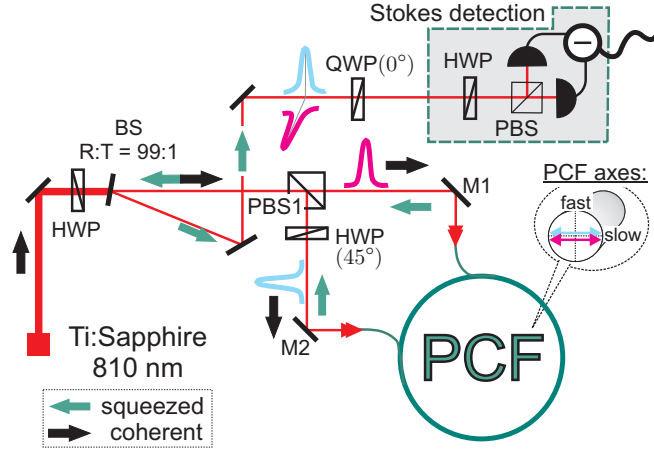 Stokes detection
QWP(0°)
HWP
PBS
BS
R:T = 99:1
HWP
PBS1
M1
HWP
(45°)
M2
PCF axes:
fast
slow
PCF
Ti:Sapphire
810 nm
squeezed
coherent